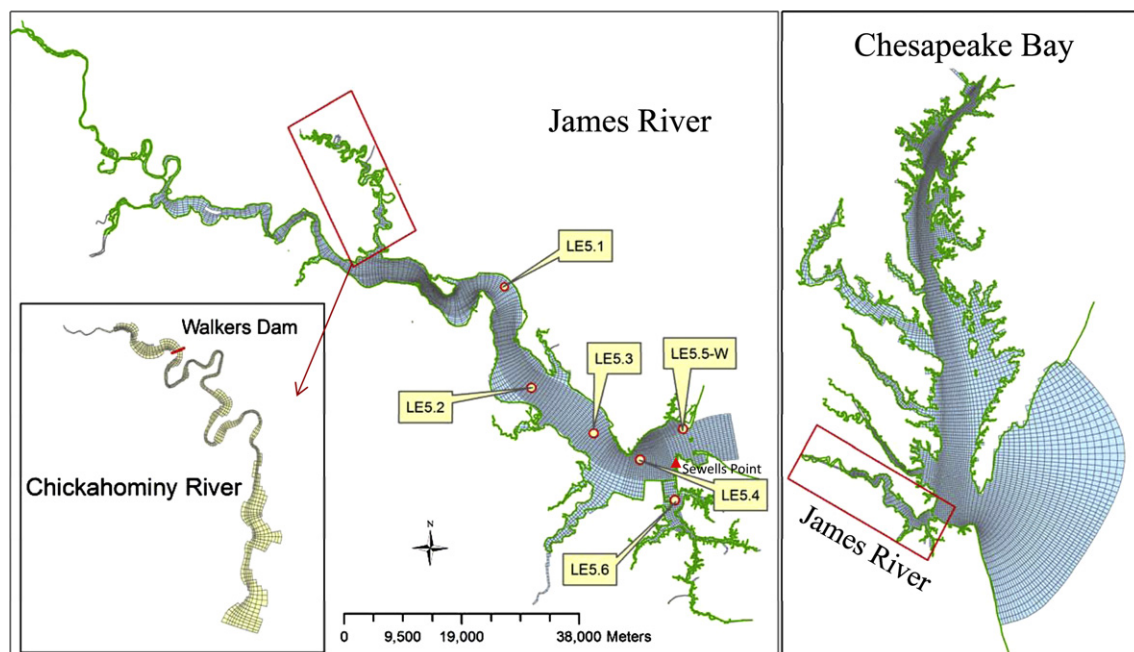 James River
LE5.1
LE5.3
LE5.5-W
LE5.2
Sewells Point
LE5.4
LE5.6
N
0 9,500 19,000 38,000 Meters
Walkers Dam
Chickahominy River
Chesapeake Bay
James River